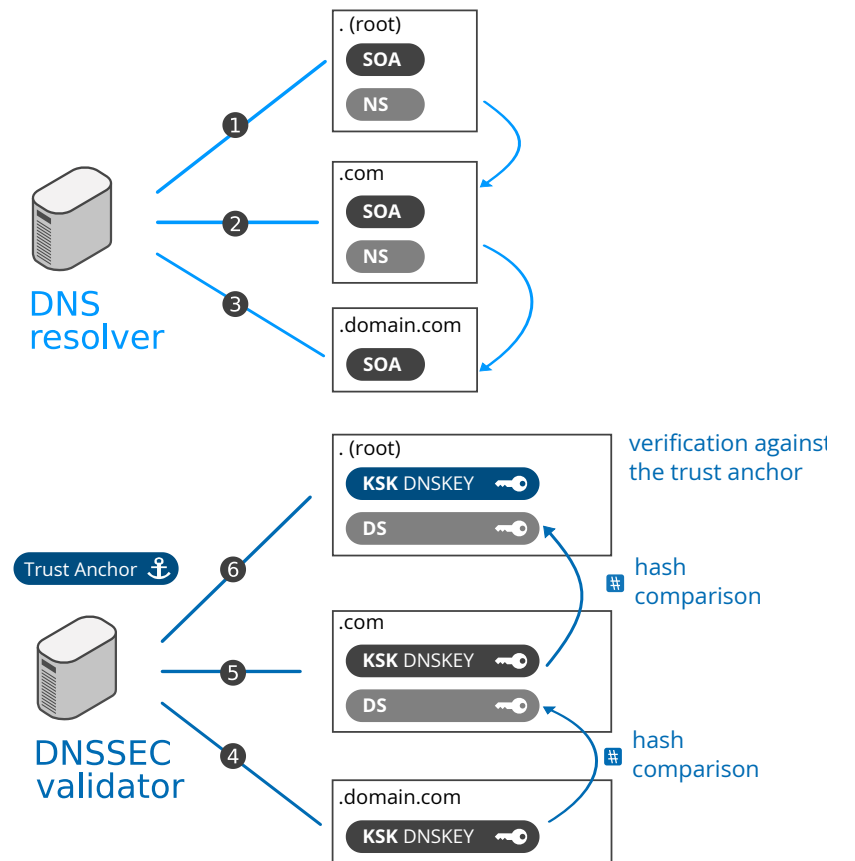 . (root)
SOA
NS
1
.com
SOA
NS
2
3
DNS
resolver
.domain.com
SOA
. (root)
KSK DNSKEY
DS
verification against
the trust anchor
Trust Anchor
6
# hash
comparison
.com
KSK DNSKEY
DS
5
DNSSEC
validator
4
# hash
comparison
.domain.com
KSK DNSKEY